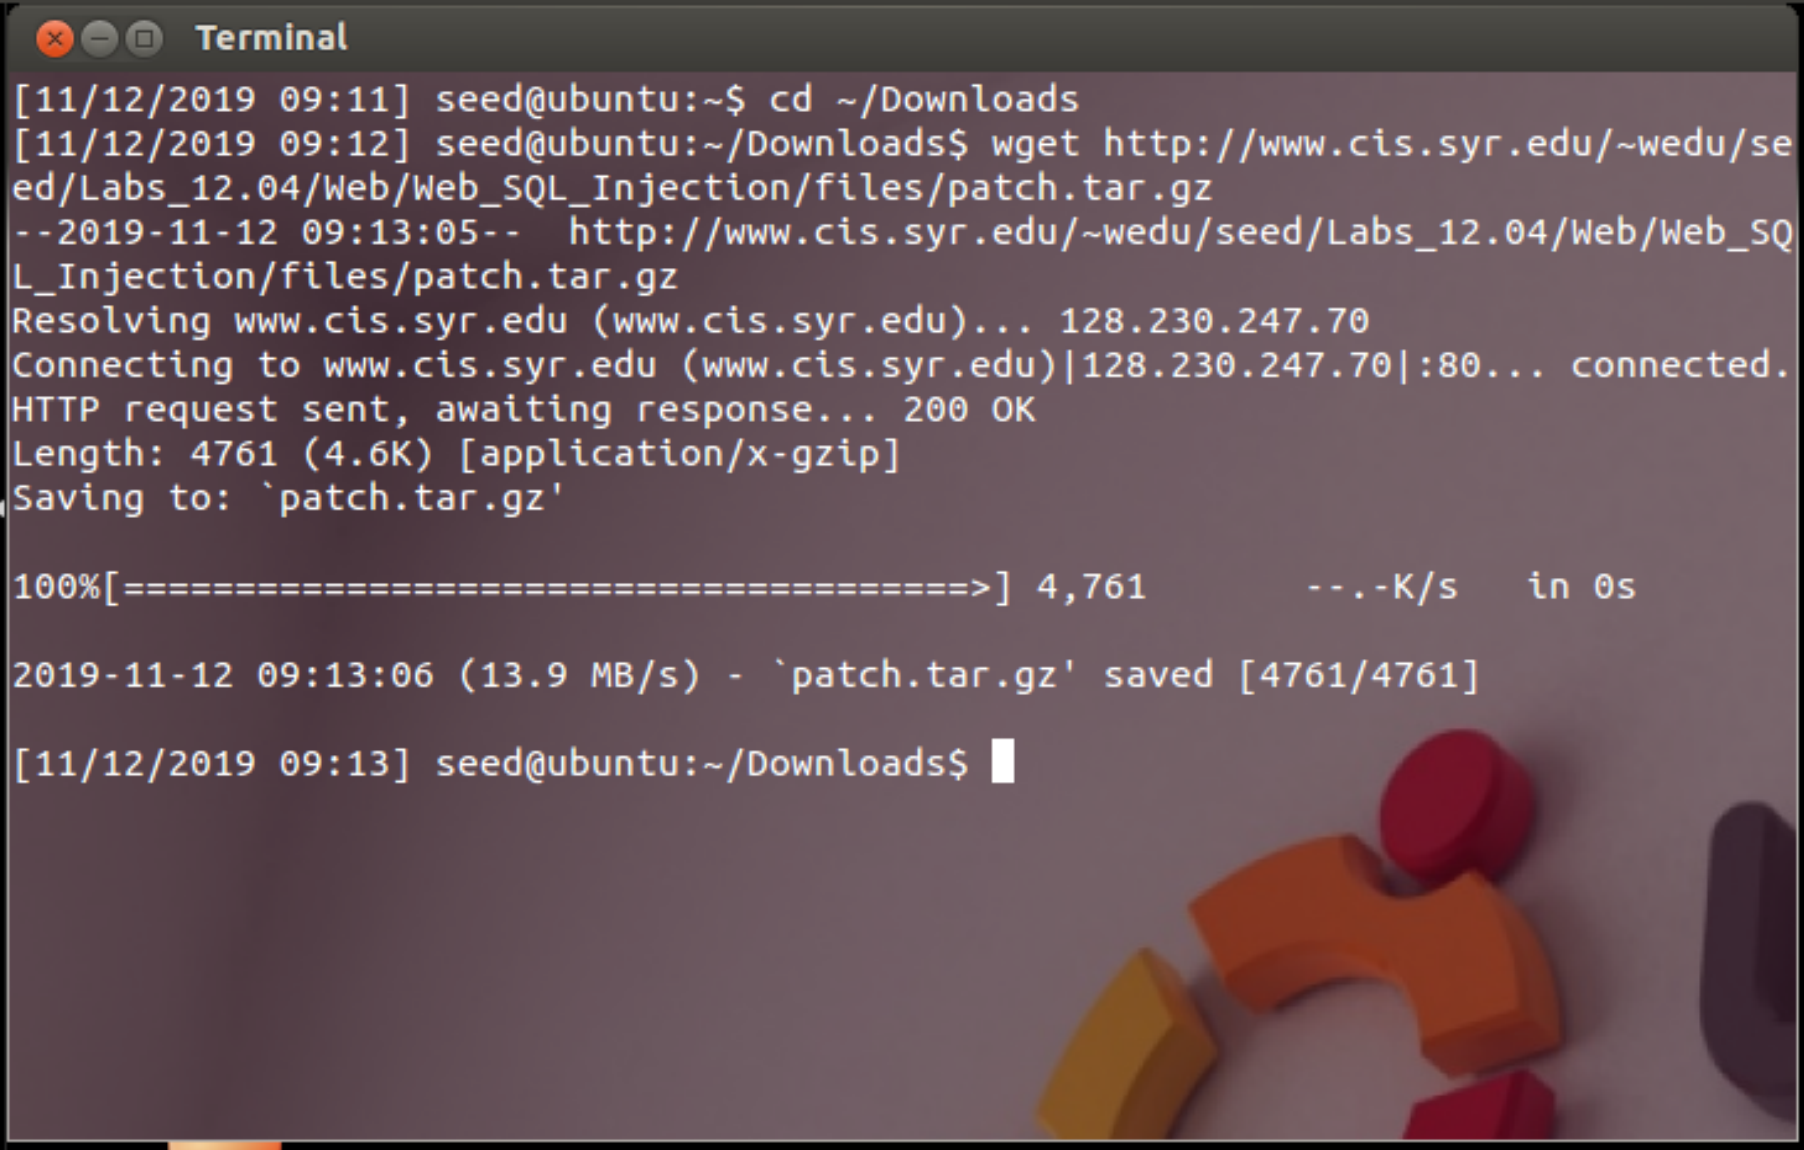 Terminal
[11/12/2019 09:11] seed@ubuntu:~$ cd ~/Downloads
[11/12/2019 09:12] seed@ubuntu:~/Downloads$ wget http://www.cis.syr.edu/~wedu/se
ed/Labs_12.04/Web/Web_SQL_Injection/files/patch.tar.gz
--2019-11-12 09:13:05--  http://www.cis.syr.edu/~wedu/seed/Labs_12.04/Web/Web_SQ
L_Injection/files/patch.tar.gz
Resolving www.cis.syr.edu (www.cis.syr.edu)... 128.230.247.70
Connecting to www.cis.syr.edu (www.cis.syr.edu)|128.230.247.70|:80... connected.
HTTP request sent, awaiting response... 200 OK
Length: 4761 (4.6K) [application/x-gzip]
Saving to: `patch.tar.gz'
100%[======================================>] 4,761       --.-K/s   in 0s
2019-11-12 09:13:06 (13.9 MB/s) - `patch.tar.gz' saved [4761/4761]
[11/12/2019 09:13] seed@ubuntu:~/Downloads$